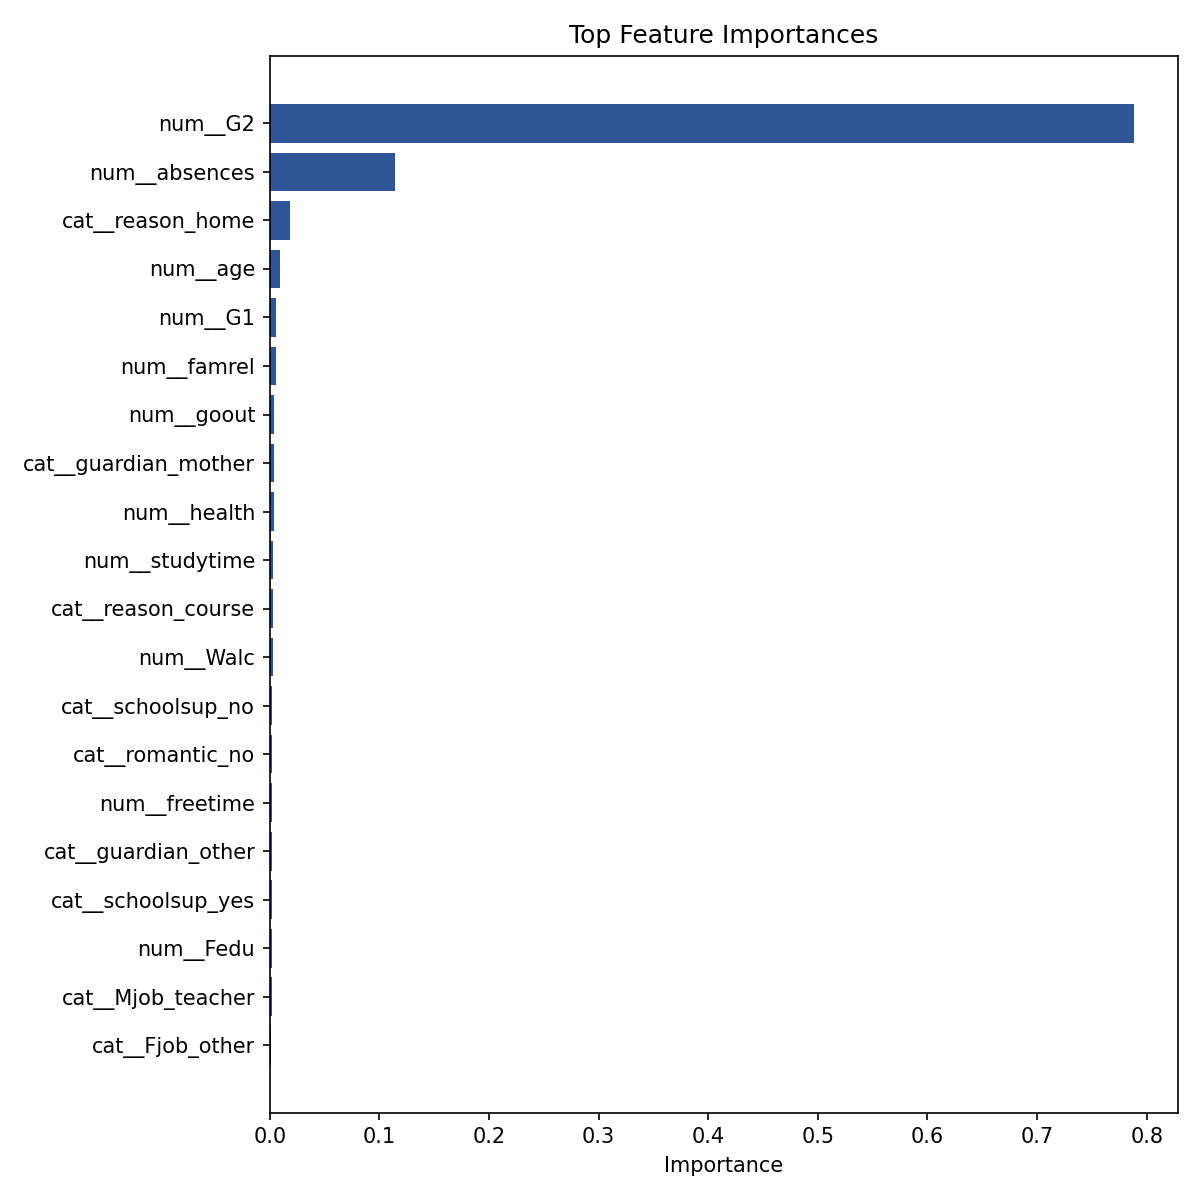 Top Feature Importances
num__G2
num__absences
cat__reason_home
num__age
num__G1
num__famrel
num__goout
cat__guardian_mother
num__health
num__studytime
cat__reason_course
num__Walc
cat__schoolsup_no
cat__romantic_no
num__freetime
cat__guardian_other
cat__schoolsup_yes
num__Fedu
cat__Mjob_teacher
cat__Fjob_other
0.0 0.1 0.2 0.3 0.4 0.5 0.6 0.7 0.8
Importance